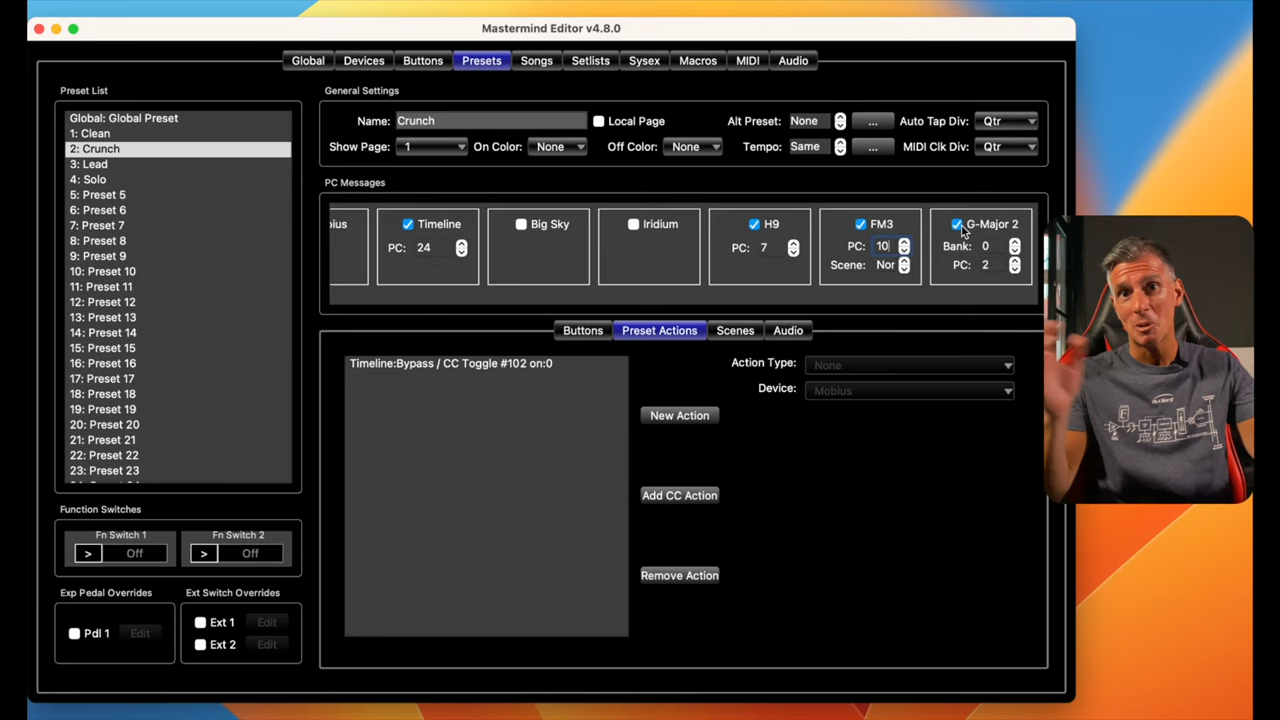 Mastermind Editor v4.8.0
Global Devices Buttons Presets Songs Setlists Sysex Macros MIDI Audio
Preset List
Global: Global Preset
1: Clean
2: Crunch
3: Lead
4: Solo
5: Preset 5
6: Preset 6
7: Preset 7
8: Preset 8
9: Preset 9
10: Preset 10
11: Preset 11
12: Preset 12
13: Preset 13
14: Preset 14
15: Preset 15
16: Preset 16
17: Preset 17
18: Preset 18
19: Preset 19
20: Preset 20
21: Preset 21
22: Preset 22
23: Preset 23
General Settings
Name: Crunch Local Page Alt Preset: None ... Auto Tap Div: Qtr
Show Page: 1 On Color: None Off Color: None Tempo: Same ... MIDI Clk Div: Qtr
PC Messages
bius Timeline Big Sky Iridium H9 FM3 G-Major 2
PC: 24 PC: 7 PC: 10 Bank: 0
Scene: Nor PC: 2
Buttons Preset Actions Scenes Audio
Timeline:Bypass / CC Toggle #102 on:0
Action Type: None
Device: Mobius
New Action
Add CC Action
Remove Action
Function Switches
Fn Switch 1 Fn Switch 2
> Off > Off
Exp Pedal Overrides Ext Switch Overrides
Pdl 1 Edit
Ext 1 Edit
Ext 2 Edit
audient